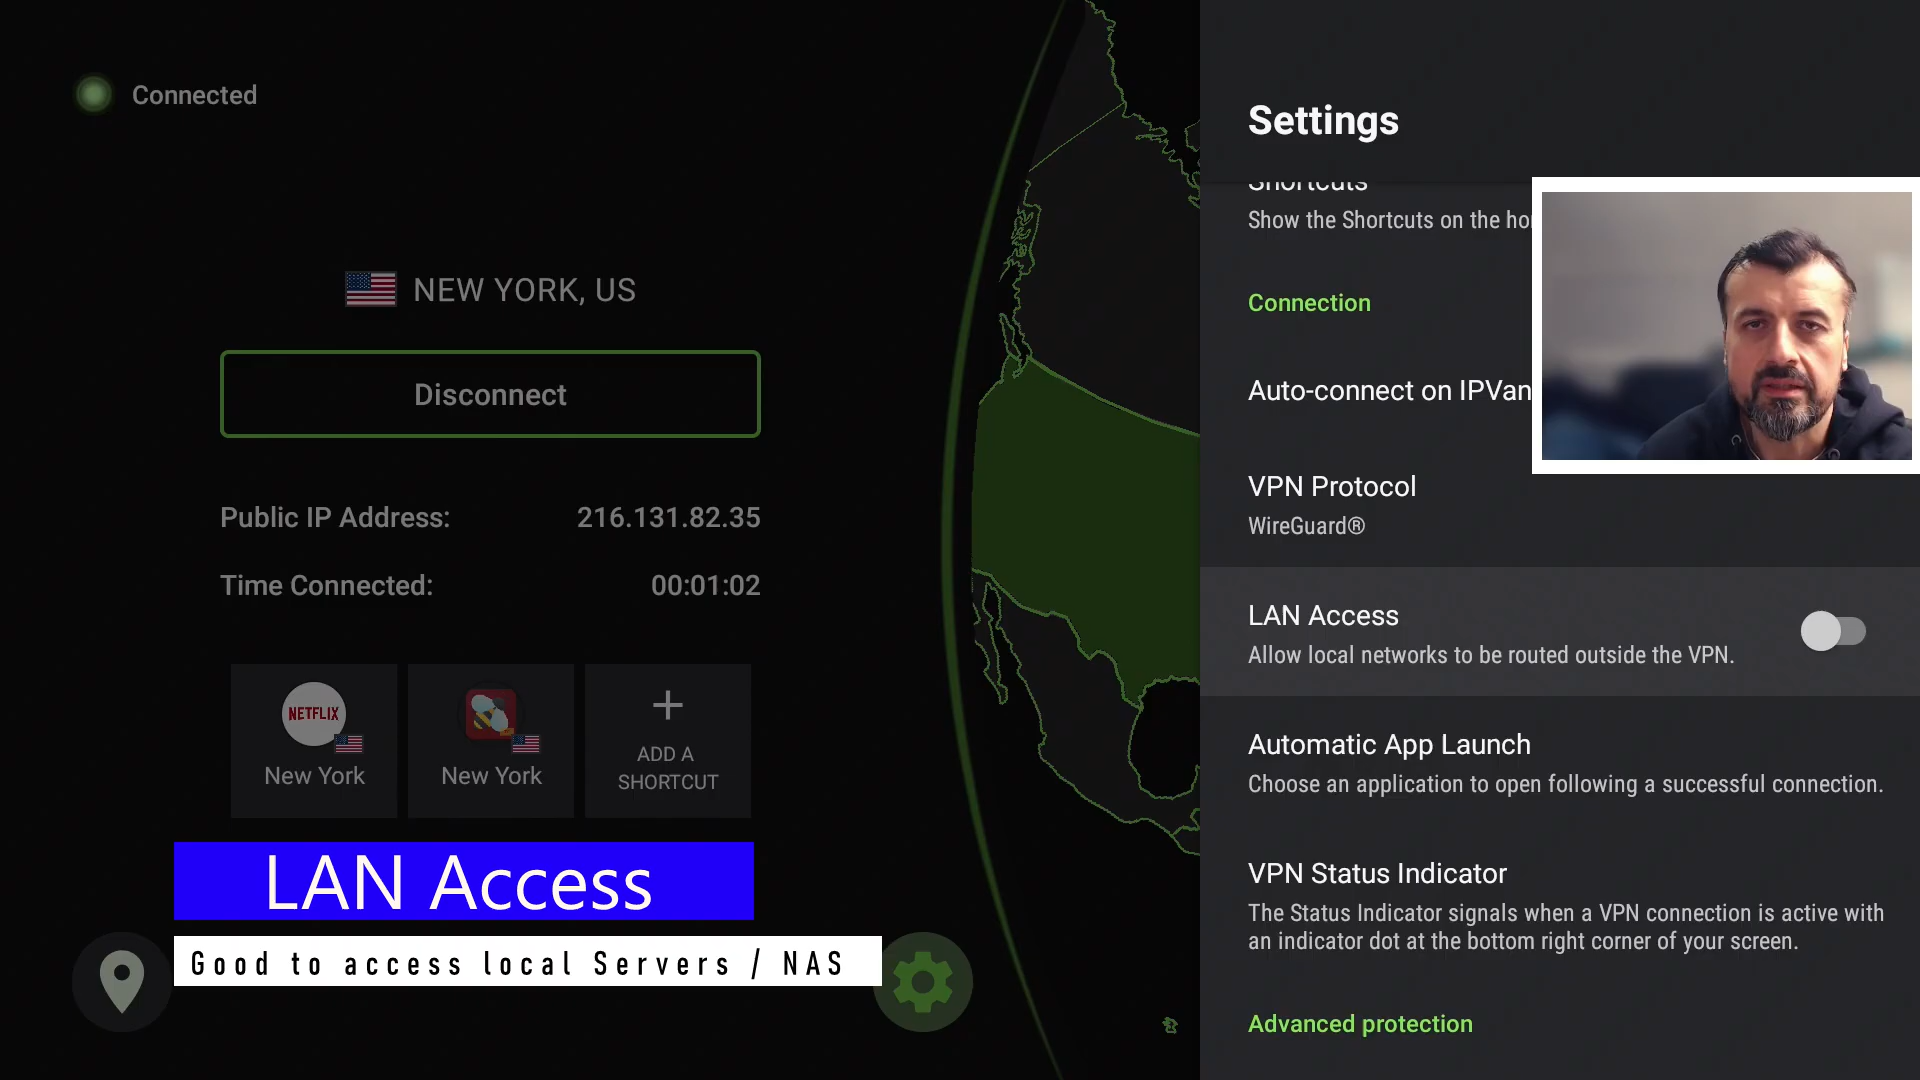 Connected
NEW YORK, US
Disconnect
Public IP Address: 216.131.82.35
Time Connected: 00:01:02
NETFLIX
New York
New York
ADD A
SHORTCUT
LAN Access
Good to access local Servers / NAS
Settings
Shortcuts
Show the Shortcuts on the
Connection
Auto-connect on IPVan
VPN Protocol
WireGuard®
LAN Access
Allow local networks to be routed outside the VPN.
Automatic App Launch
Choose an application to open following a successful connection.
VPN Status Indicator
The Status Indicator signals when a VPN connection is active with
an indicator dot at the bottom right corner of your screen.
Advanced protection